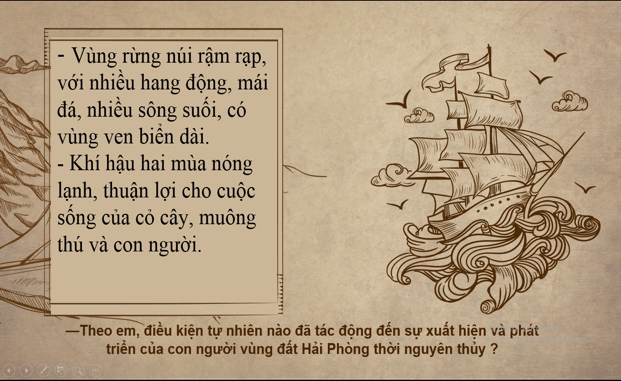 - Vùng rừng núi rậm rạp,
với nhiều hang động, mái
đá, nhiều sông suối, có
vùng ven biển dài.
- Khí hậu hai mùa nóng
lạnh, thuận lợi cho cuộc
sống của cỏ cây, muông
thú và con người.
—Theo em, điều kiện tự nhiên nào đã tác động đến sự xuất hiện và phát
triển của con người vùng đất Hải Phòng thời nguyên thủy ?